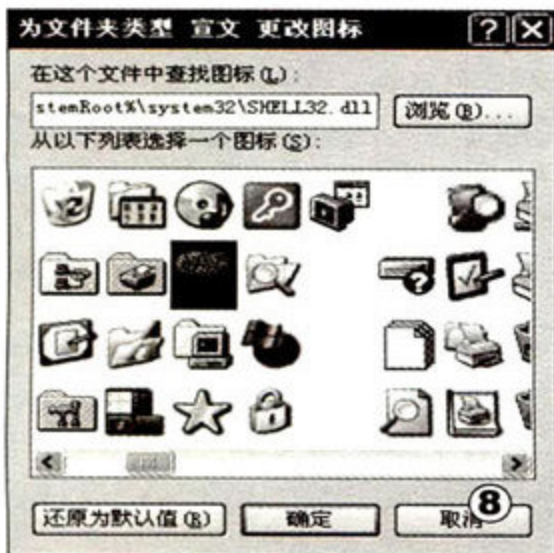 为文件夹类型 宣文 更改图标
在这个文件中查找图标(L):
stemRoot%\system32\SHELL32.dll 浏览(B)...
从以下列表选择一个图标(S):
还原为默认值(R) 确定 取消
8